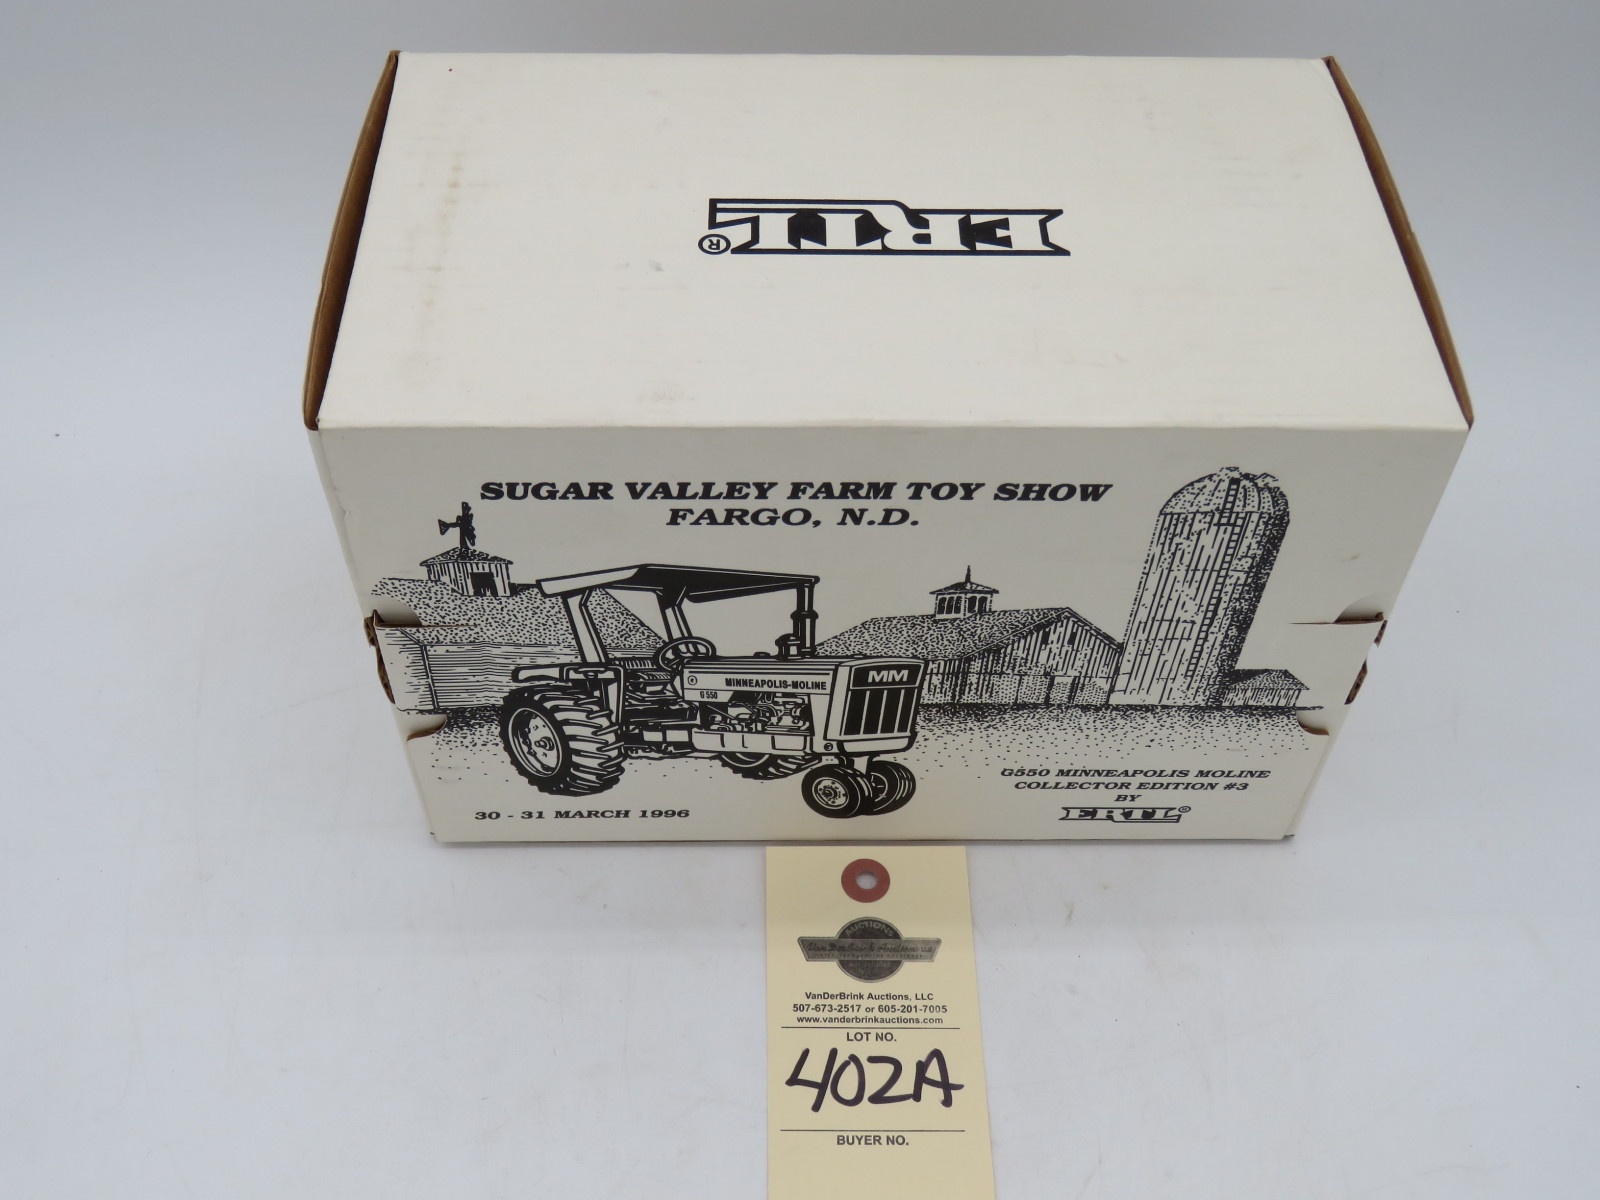 ERTL®
SUGAR VALLEY FARM TOY SHOW
FARGO, N.D.
MINNEAPOLIS-MOLINE
G 550
MM
30 - 31 MARCH 1996
G550 MINNEAPOLIS MOLINE
COLLECTOR EDITION #3
BY
ERTL®
AUCTIONS
VanDerBrink Auctions, LLC
507-673-2517 or 605-201-7005
www.vanderbrinkauctions.com
LOT NO.
402A
BUYER NO.